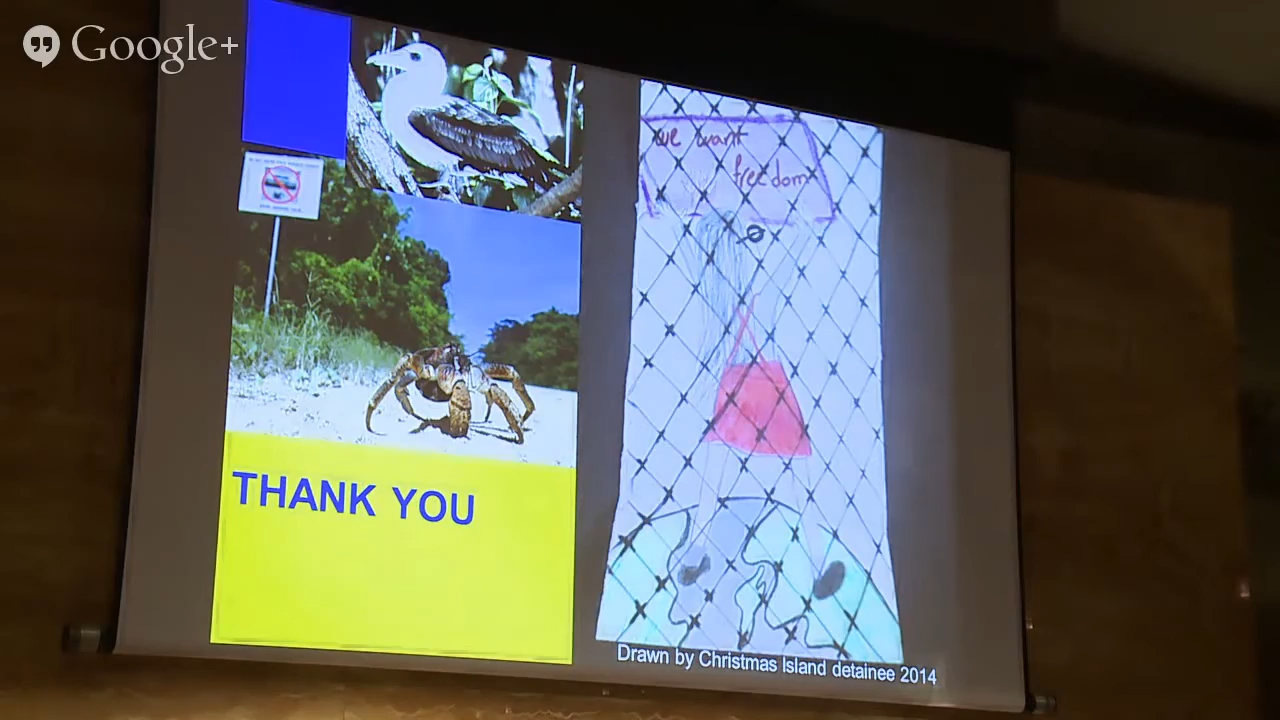 Google+
we want
freedom
THANK YOU
Drawn by Christmas Island detainee 2014